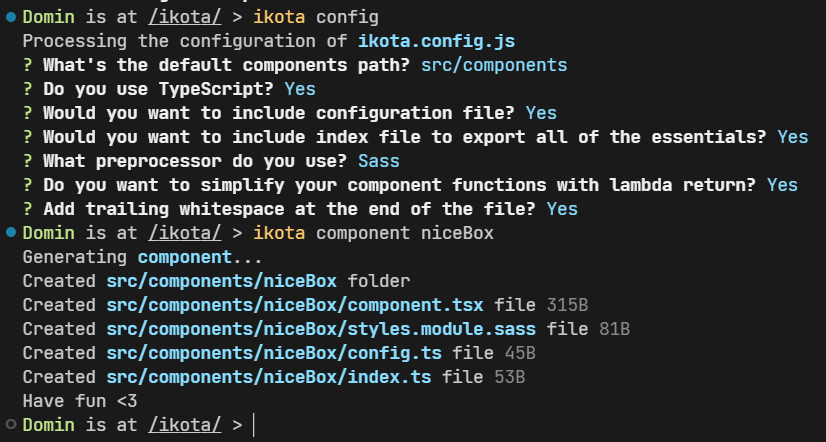 Domin is at /ikota/ > ikota config
Processing the configuration of ikota.config.js
? What's the default components path? src/components
? Do you use TypeScript? Yes
? Would you want to include configuration file? Yes
? Would you want to include index file to export all of the essentials? Yes
? What preprocessor do you use? Sass
? Do you want to simplify your component functions with lambda return? Yes
? Add trailing whitespace at the end of the file? Yes
Domin is at /ikota/ > ikota component niceBox
Generating component...
Created src/components/niceBox folder
Created src/components/niceBox/component.tsx file 315B
Created src/components/niceBox/styles.module.sass file 81B
Created src/components/niceBox/config.ts file 45B
Created src/components/niceBox/index.ts file 53B
Have fun <3
Domin is at /ikota/ >